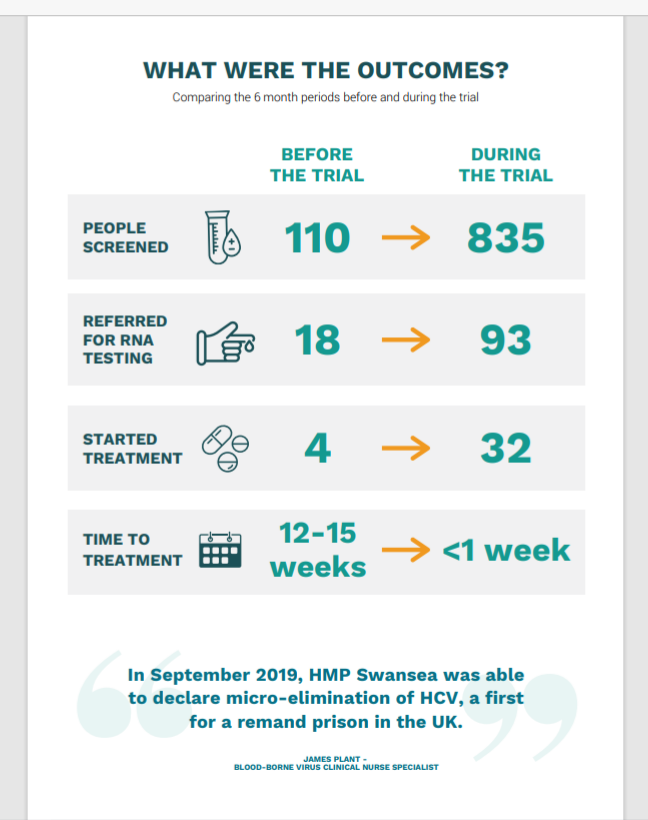 WHAT WERE THE OUTCOMES?
Comparing the 6 month periods before and during the trial
BEFORE
THE TRIAL
DURING
THE TRIAL
PEOPLE
SCREENED
110
835
REFERRED
FOR RNA
TESTING
18
93
STARTED
TREATMENT
4
32
TIME TO
TREATMENT
12-15
weeks
<1 week
In September 2019, HMP Swansea was able
to declare micro-elimination of HCV, a first
for a remand prison in the UK.
JAMES PLANT -
BLOOD-BORNE VIRUS CLINICAL NURSE SPECIALIST